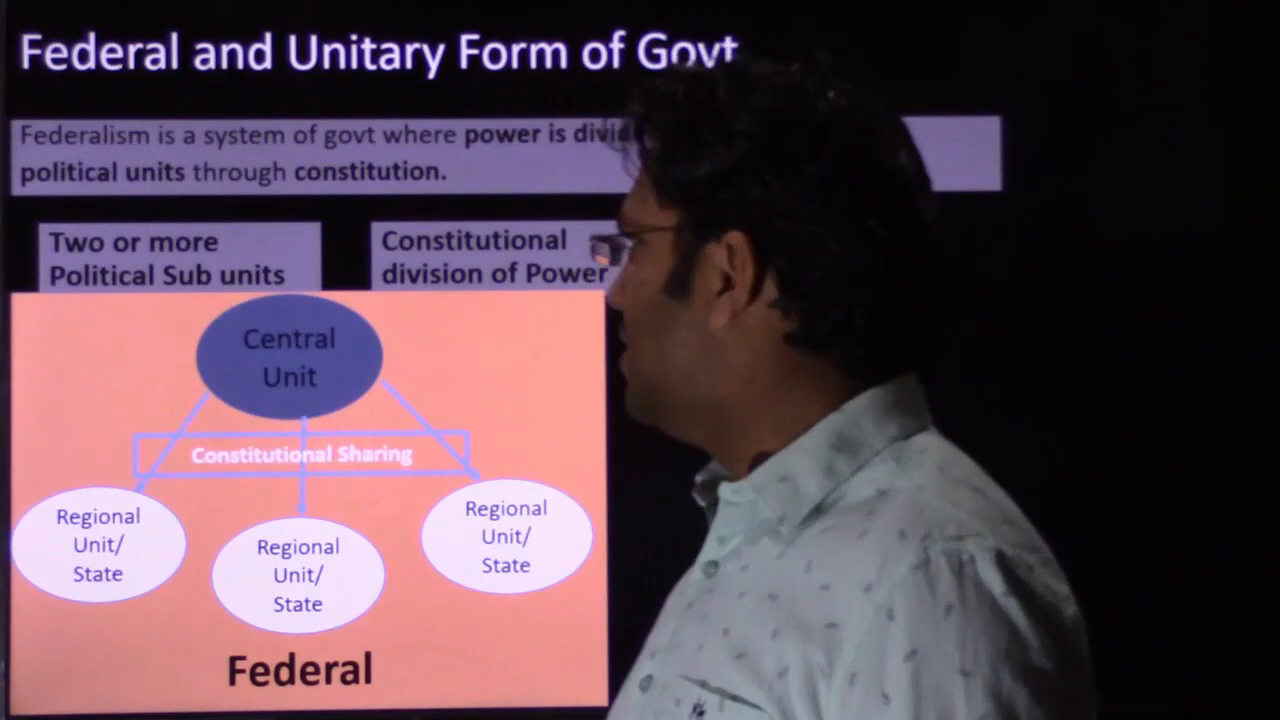 Federal and Unitary Form of Govt
Federalism is a system of govt where power is
political units through constitution.
Two or more
Political Sub units
Constitutional
division of Power
Central
Unit
Constitutional Sharing
Regional
Unit/
State
Regional
Unit/
State
Regional
Unit/
State
Federal